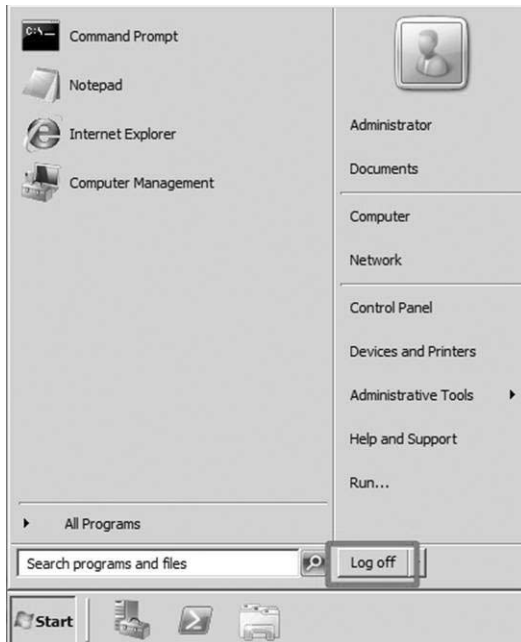 C:\
Command Prompt
Notepad
Internet Explorer
Computer Management
All Programs
Search programs and files
Administrator
Documents
Computer
Network
Control Panel
Devices and Printers
Administrative Tools
Help and Support
Run...
Log off
Start